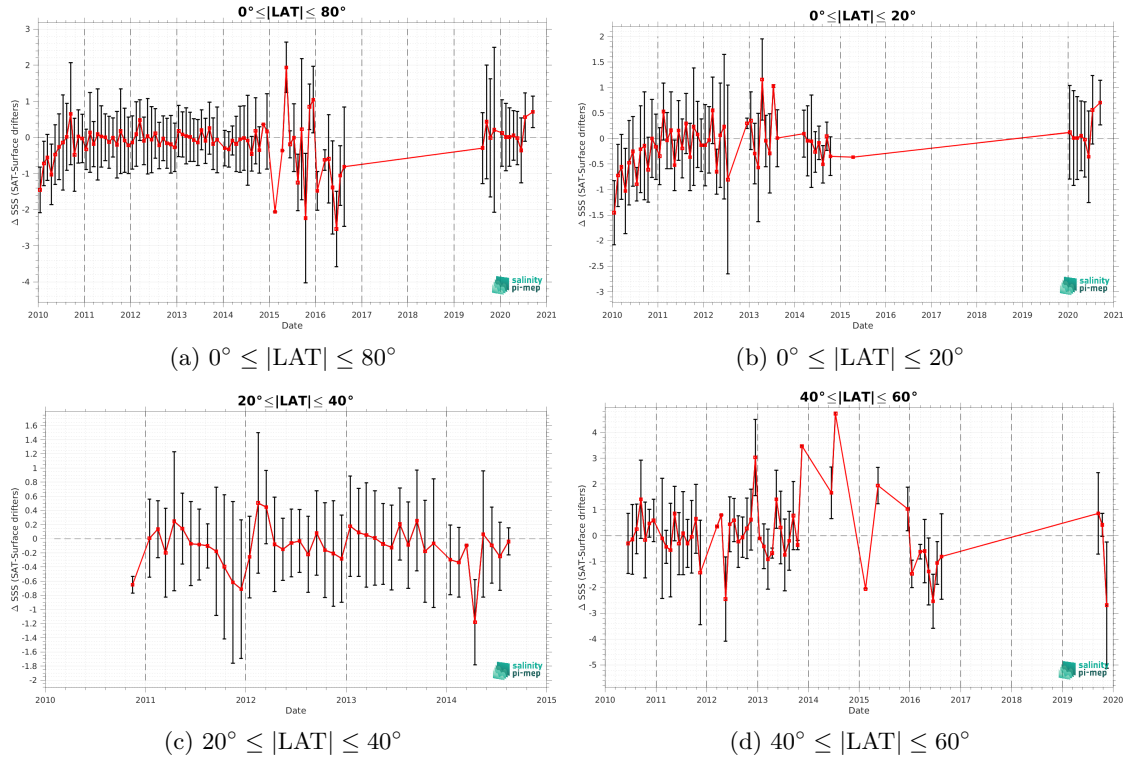 0°≤|LAT|≤ 80°
Δ SSS (SAT-Surface drifters)
3
2
1
0
-1
-2
-3
-4
2010 2011 2012 2013 2014 2015 2016 2017 2018 2019 2020 2021
Date
salinity
pi-mep
(a) 0° ≤ |LAT| ≤ 80°
0°≤|LAT|≤ 20°
Δ SSS (SAT-Surface drifters)
2
1.5
1
0.5
0
-0.5
-1
-1.5
-2
-2.5
-3
2010 2011 2012 2013 2014 2015 2016 2017 2018 2019 2020 2021
Date
salinity
pi-mep
(b) 0° ≤ |LAT| ≤ 20°
20°≤|LAT|≤ 40°
Δ SSS (SAT-Surface drifters)
1.6
1.4
1.2
1
0.8
0.6
0.4
0.2
0
-0.2
-0.4
-0.6
-0.8
-1
-1.2
-1.4
-1.6
-1.8
-2
2010 2011 2012 2013 2014 2015
Date
salinity
pi-mep
(c) 20° ≤ |LAT| ≤ 40°
40°≤|LAT|≤ 60°
Δ SSS (SAT-Surface drifters)
4
3
2
1
0
-1
-2
-3
-4
-5
2010 2011 2012 2013 2014 2015 2016 2017 2018 2019 2020
Date
salinity
pi-mep
(d) 40° ≤ |LAT| ≤ 60°